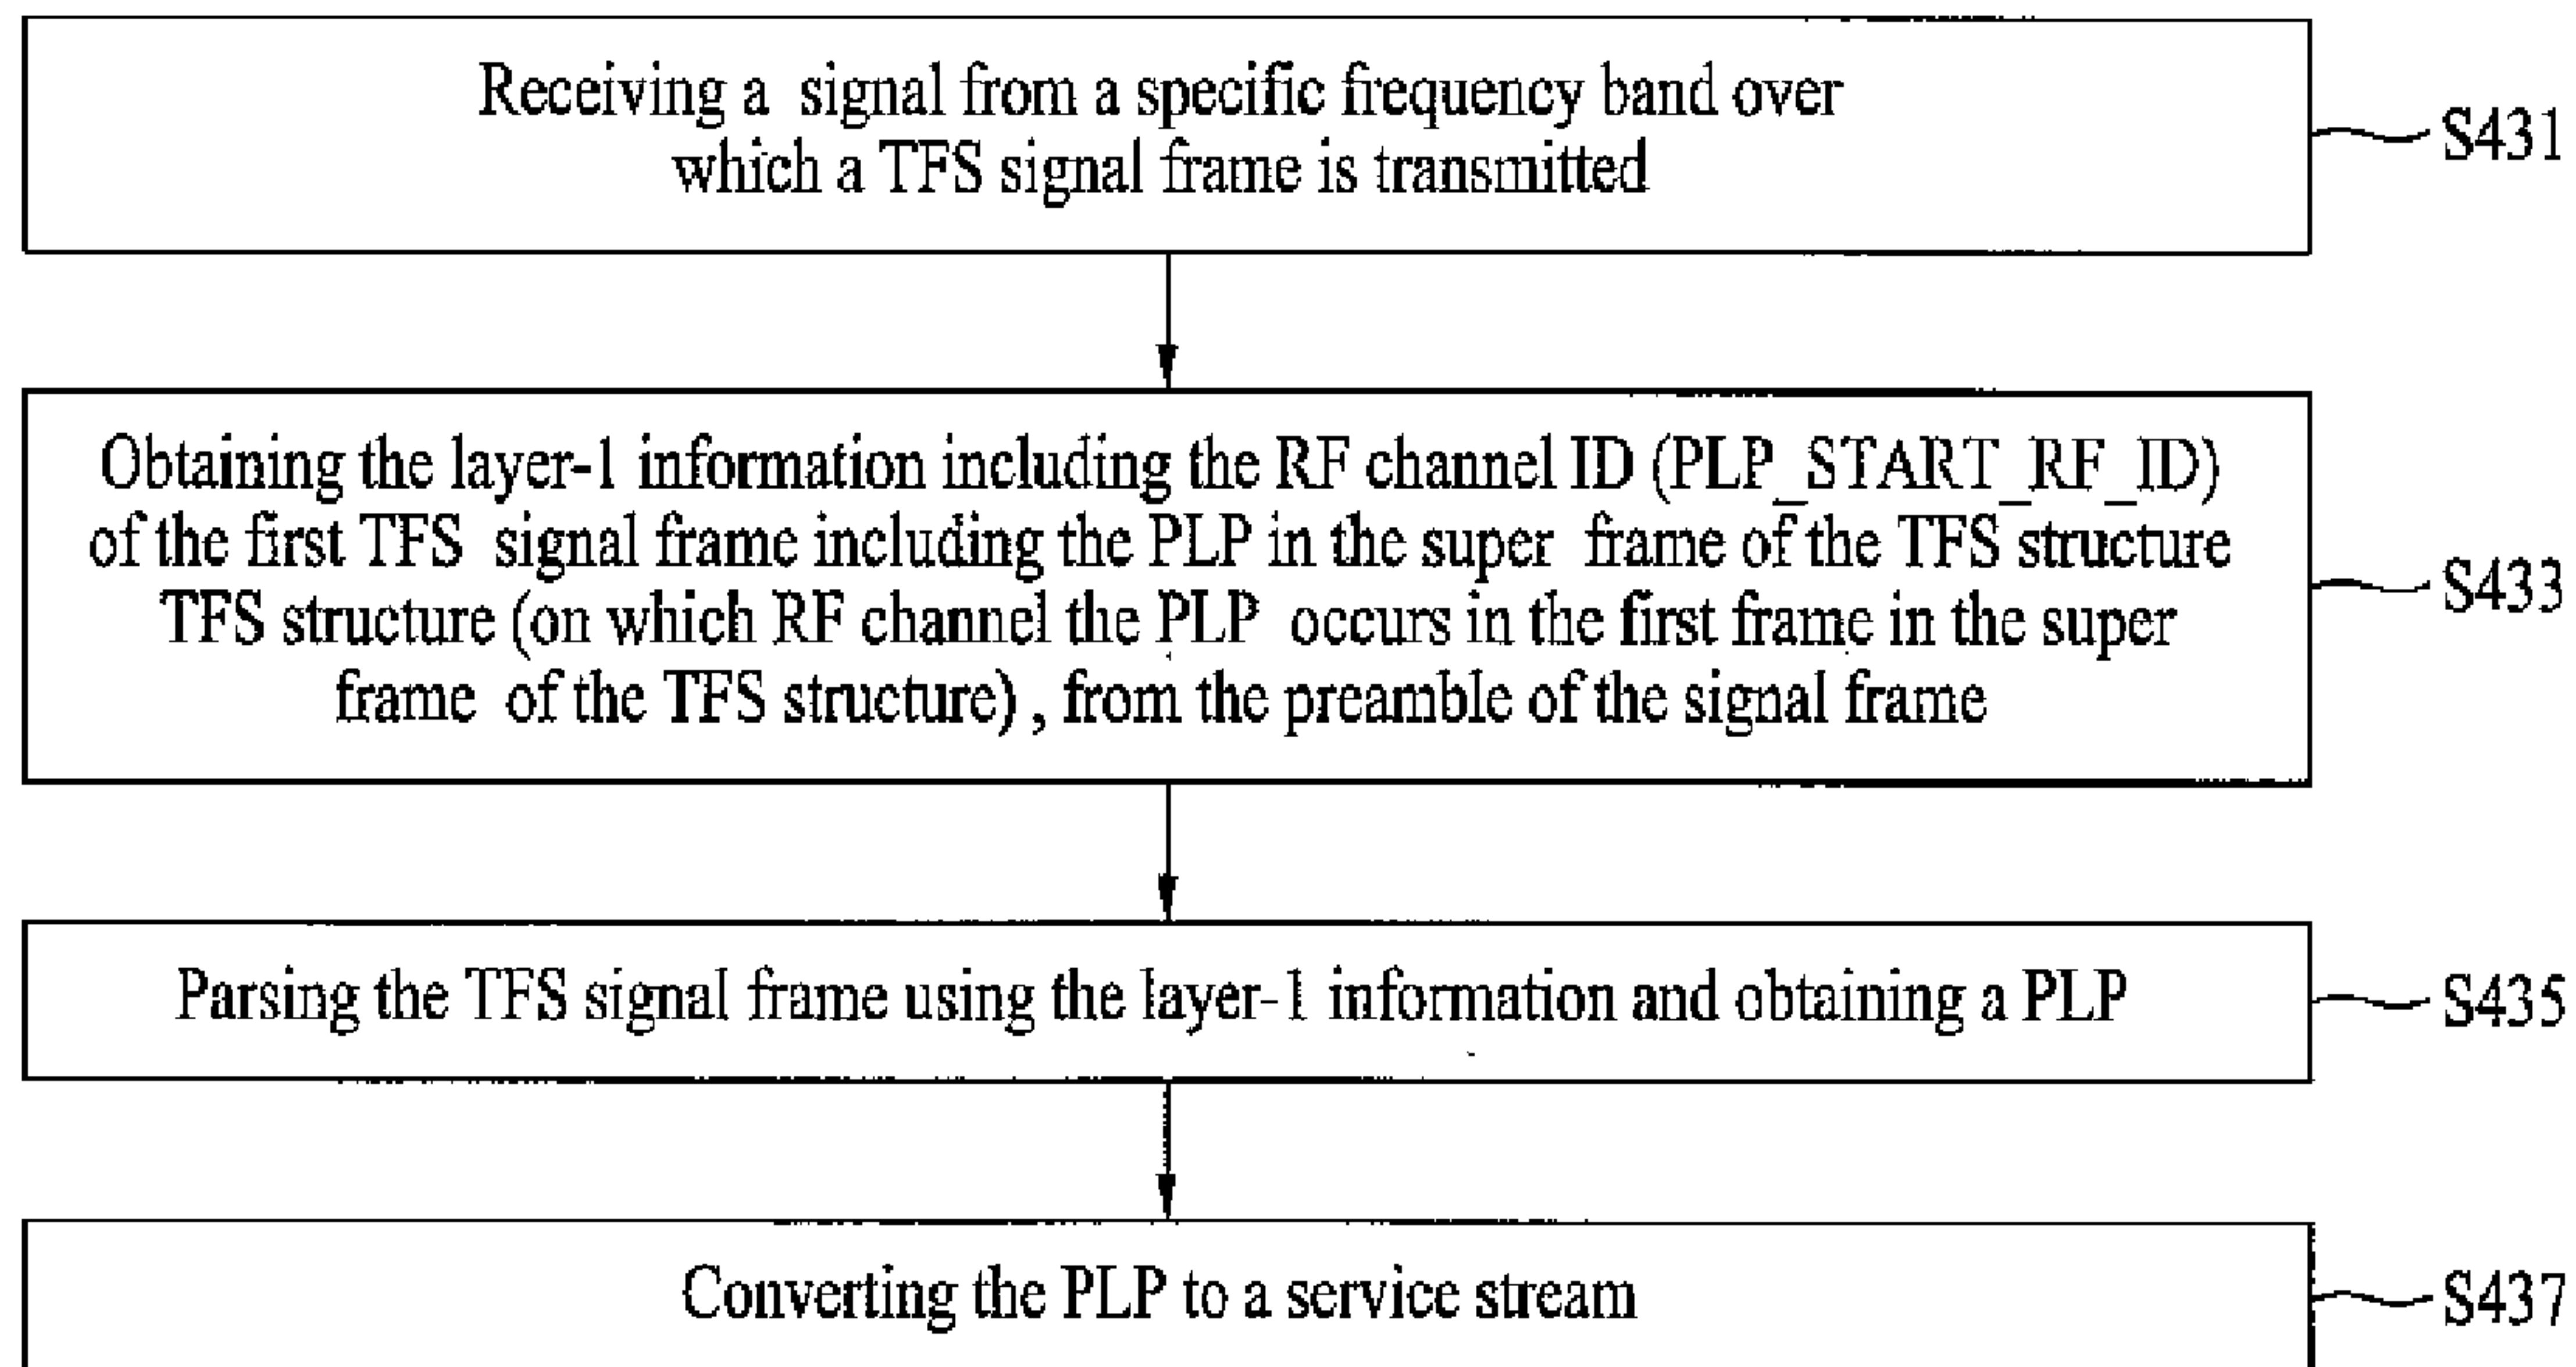 Receiving a signal from a specific frequency band over
which a TFS signal frame is transmitted
S431
Obtaining the layer-1 information including the RF channel ID (PLP_START_RF_ID)
of the first TFS signal frame including the PLP in the super frame of the TFS structure
TFS structure (on which RF channel the PLP occurs in the first frame in the super
frame of the TFS structure) , from the preamble of the signal frame
S433
Parsing the TFS signal frame using the layer-1 information and obtaining a PLP
S435
Converting the PLP to a service stream
S437